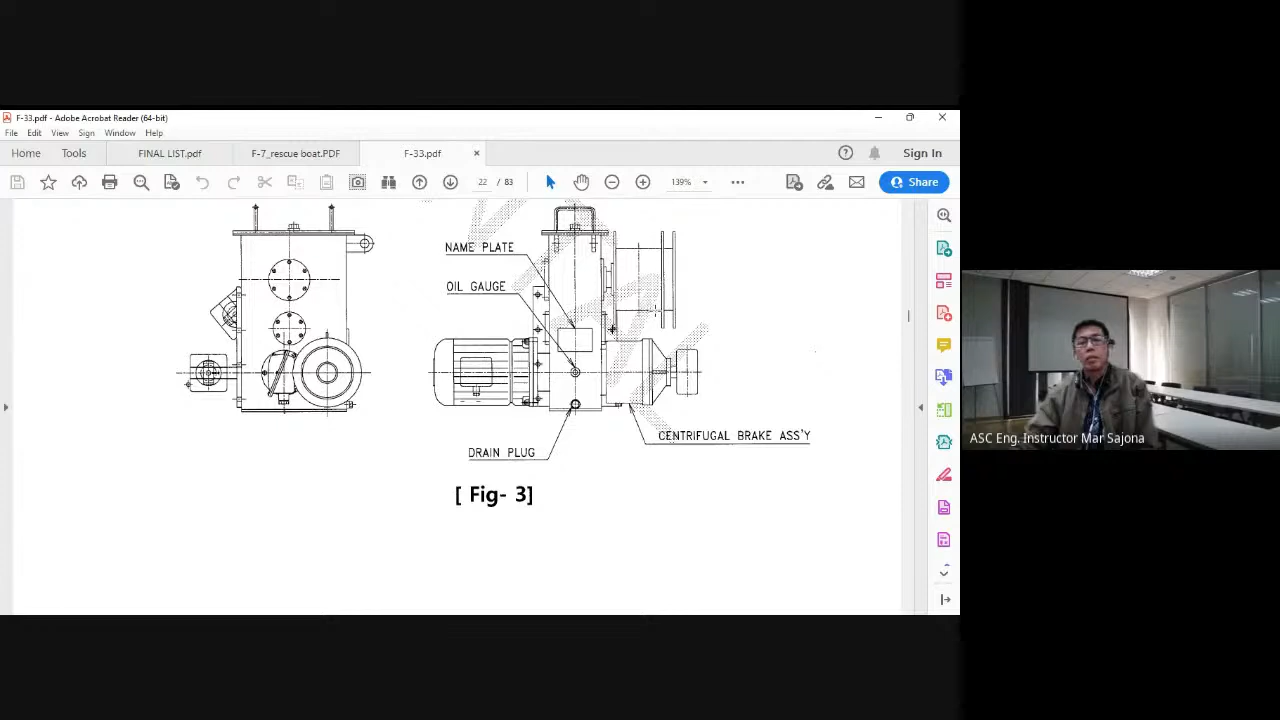 F-33.pdf - Adobe Acrobat Reader (64-bit)
File Edit View Sign Window Help
Home Tools FINAL LIST.pdf F-7_rescue boat.PDF F-33.pdf × Sign In
22 / 83 139% Share
NAME PLATE
OIL GAUGE
CENTRIFUGAL BRAKE ASS'Y
DRAIN PLUG
[ Fig- 3]
ASC Eng. Instructor Mar Sajona